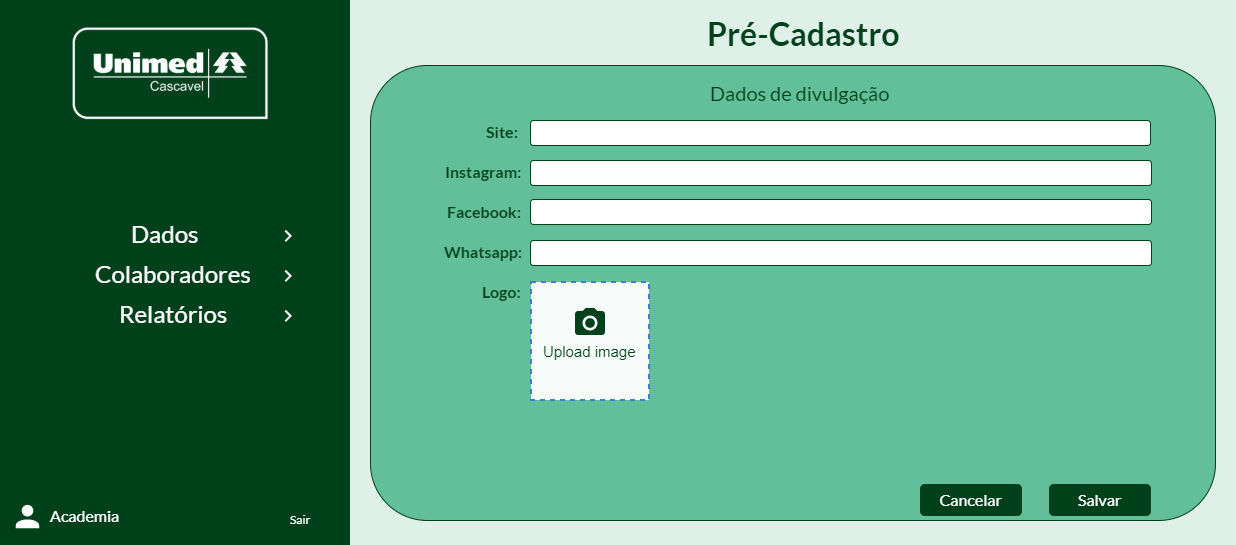 Unimed
Cascavel
Dados
Colaboradores
Relatórios
Academia
Sair
Pré-Cadastro
Dados de divulgação
Site:
Instagram:
Facebook:
Whatsapp:
Logo:
Upload image
Cancelar
Salvar